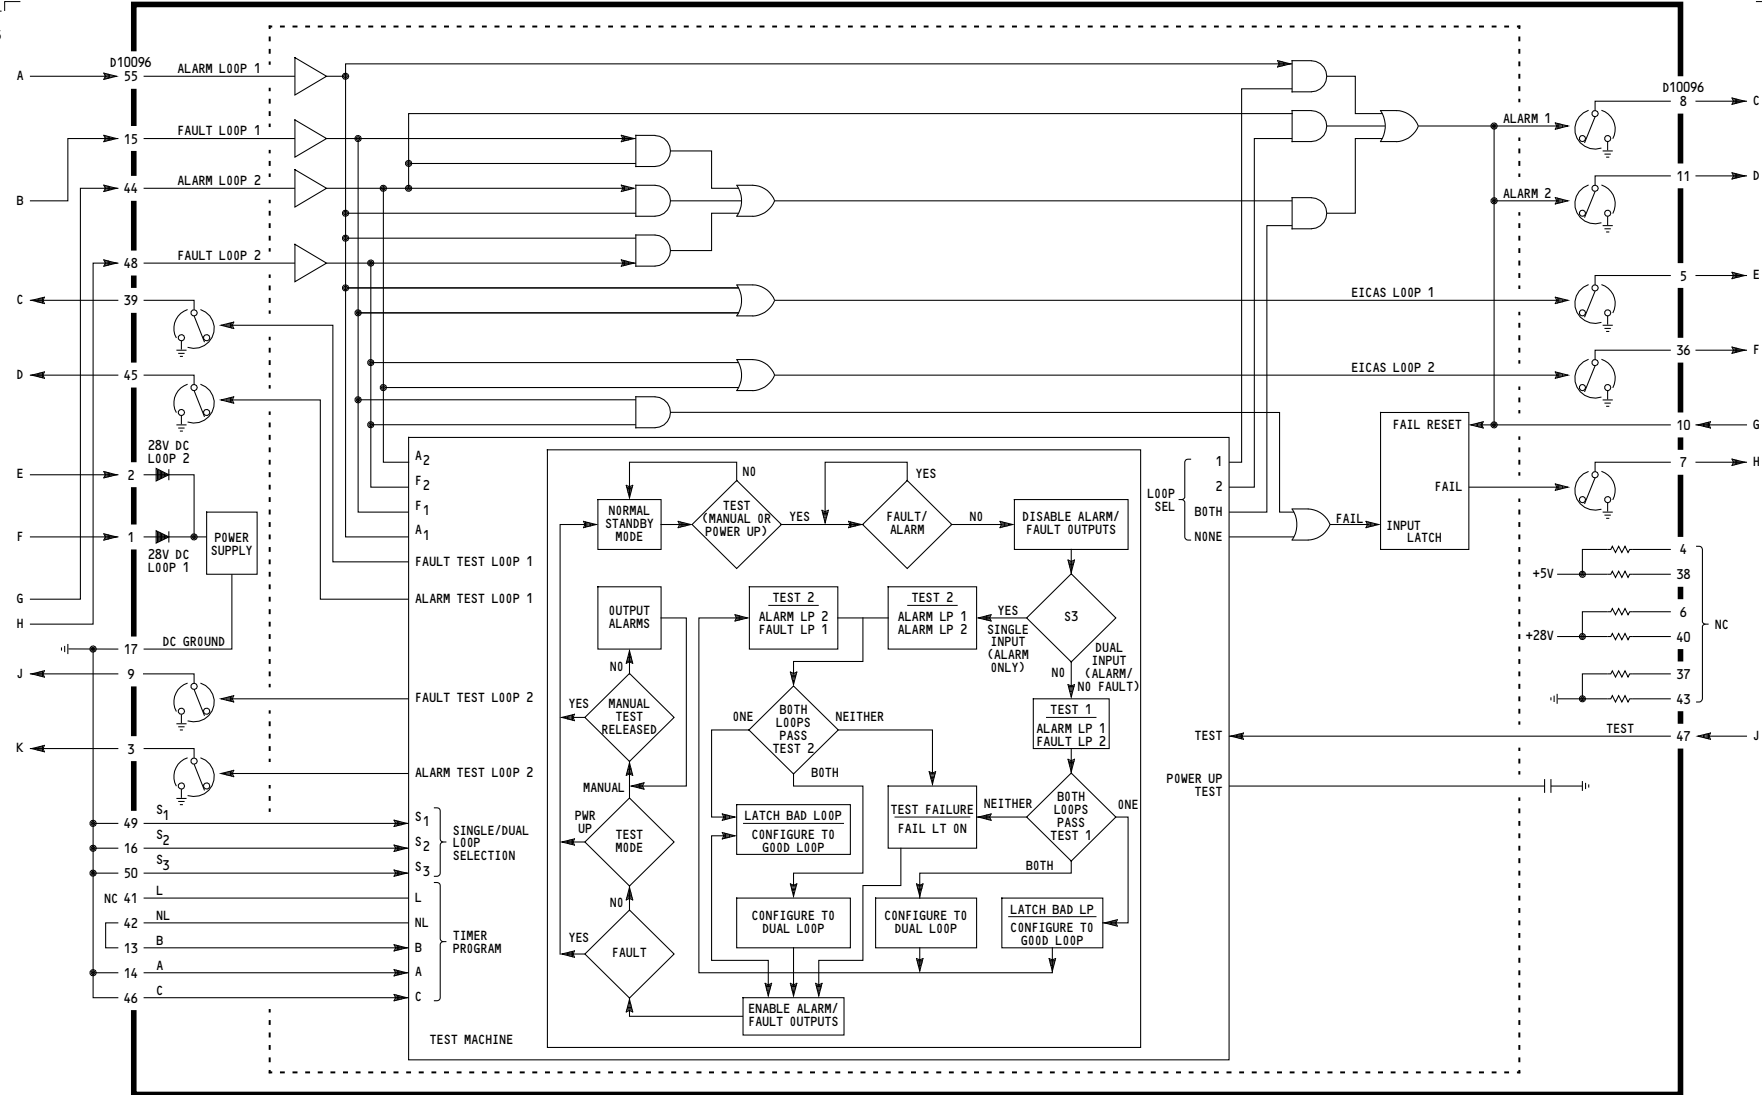 D10096
A
55
ALARM LOOP 1
15
FAULT LOOP 1
44
ALARM LOOP 2
B
48
FAULT LOOP 2
C
39
D
45
28V DC
LOOP 2
E
2
F
1
28V DC
LOOP 1
POWER
SUPPLY
G
H
17
DC GROUND
J
9
K
3
49
S1
16
S2
50
S3
NC 41
L
42
NL
13
B
14
A
46
C
A2
F2
F1
A1
FAULT TEST LOOP 1
ALARM TEST LOOP 1
FAULT TEST LOOP 2
ALARM TEST LOOP 2
S1
S2
S3
SINGLE/DUAL
LOOP
SELECTION
L
NL
B
A
C
TIMER
PROGRAM
TEST MACHINE
NORMAL
STANDBY
MODE
NO
TEST
(MANUAL OR
POWER UP)
YES
YES
FAULT/
ALARM
NO
DISABLE ALARM/
FAULT OUTPUTS
OUTPUT
ALARMS
TEST 2
ALARM LP 2
FAULT LP 1
TEST 2
ALARM LP 1
ALARM LP 2
YES
SINGLE
INPUT
(ALARM
ONLY)
S3
NO
DUAL
INPUT
(ALARM/
NO FAULT)
NO
YES
MANUAL
TEST
RELEASED
ONE
BOTH
LOOPS
PASS
TEST 2
NEITHER
BOTH
TEST 1
ALARM LP 1
FAULT LP 2
MANUAL
PWR
UP
TEST
MODE
LATCH BAD LOOP
CONFIGURE TO
GOOD LOOP
TEST FAILURE
FAIL LT ON
NEITHER
BOTH
LOOPS
PASS
TEST 1
ONE
BOTH
NO
YES
FAULT
CONFIGURE TO
DUAL LOOP
CONFIGURE TO
DUAL LOOP
LATCH BAD LP
CONFIGURE TO
GOOD LOOP
ENABLE ALARM/
FAULT OUTPUTS
LOOP
SEL
1
2
BOTH
NONE
TEST
POWER UP
TEST
EICAS LOOP 1
EICAS LOOP 2
FAIL
FAIL RESET
FAIL
INPUT
LATCH
ALARM 1
ALARM 2
D10096
8
C
11
D
5
E
36
F
10
G
7
H
+5V
4
38
+28V
6
40
37
43
NC
TEST
47
J